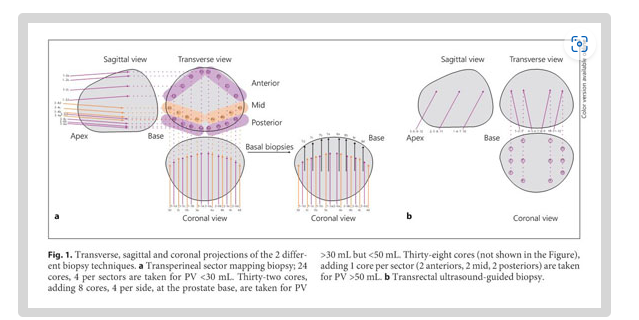 Sagittal view
Transverse view
Anterior
Mid
Posterior
Apex
Base
Basal biopsies
Base
Coronal view
Coronal view
a
Sagittal view
Transverse view
Apex
Base
Coronal view
b
Color version available
Fig. 1. Transverse, sagittal and coronal projections of the 2 differ-
ent biopsy techniques. a Transperineal sector mapping biopsy; 24
cores, 4 per sectors are taken for PV <30 mL. Thirty-two cores,
adding 8 cores, 4 per side, at the prostate base, are taken for PV
>30 mL but <50 mL. Thirty-eight cores (not shown in the Figure),
adding 1 core per sector (2 anteriors, 2 mid, 2 posteriors) are taken
for PV >50 mL. b Transrectal ultrasound-guided biopsy.